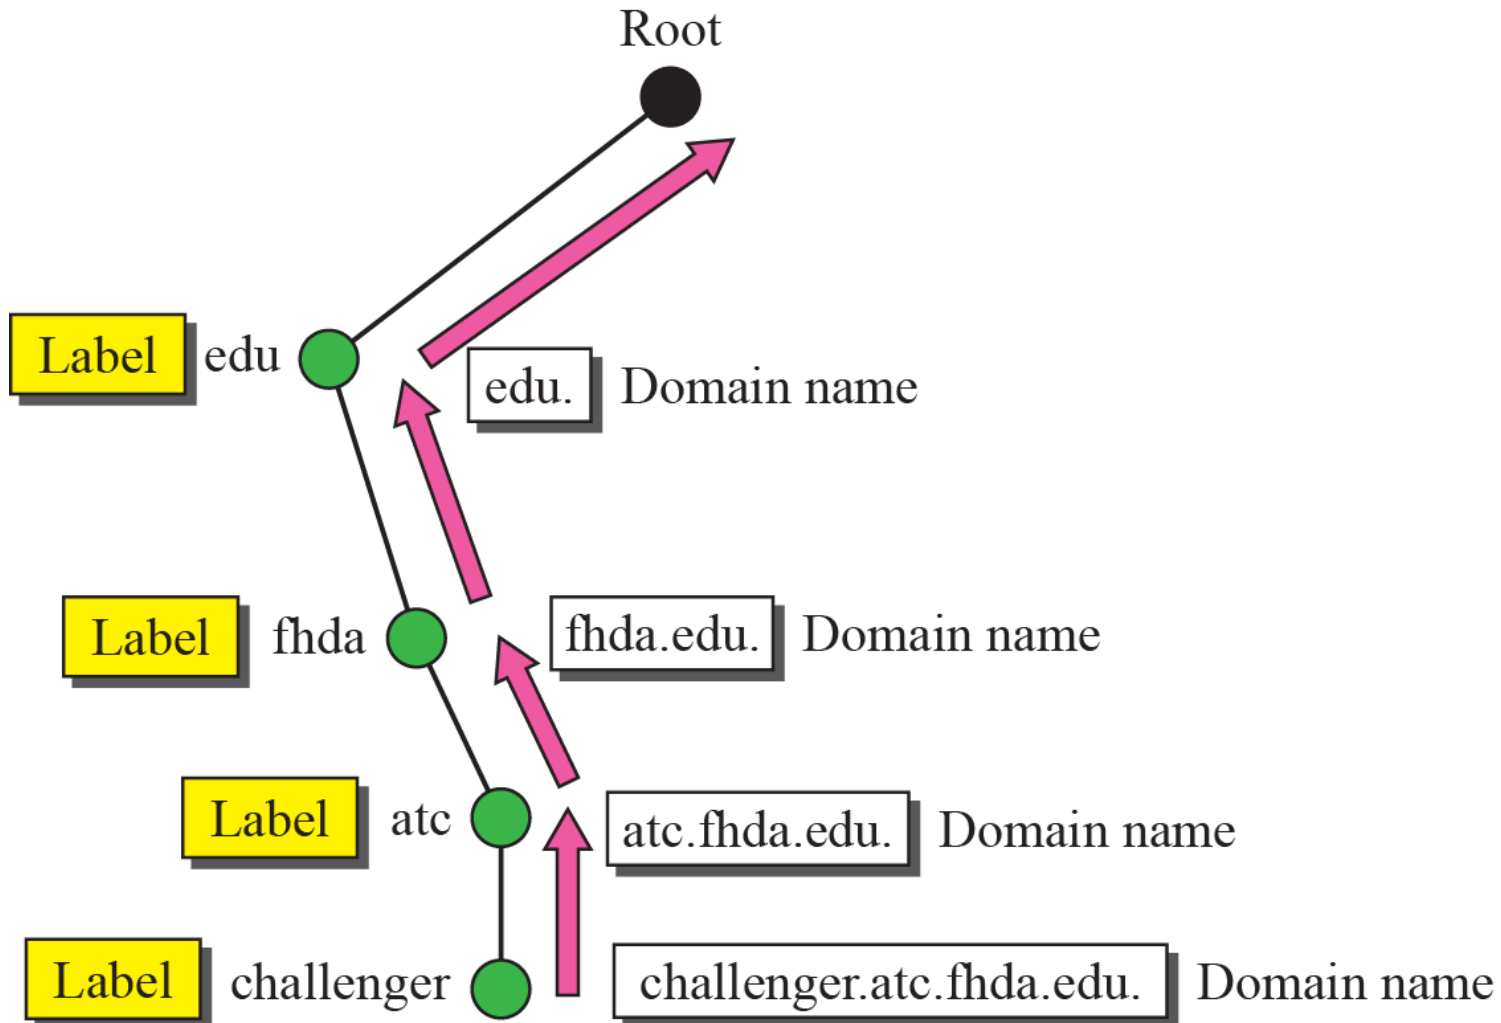 Root
Label edu
edu. Domain name
Label fhda
fhda.edu. Domain name
Label atc
atc.fhda.edu. Domain name
Label challenger
challenger.atc.fhda.edu. Domain name